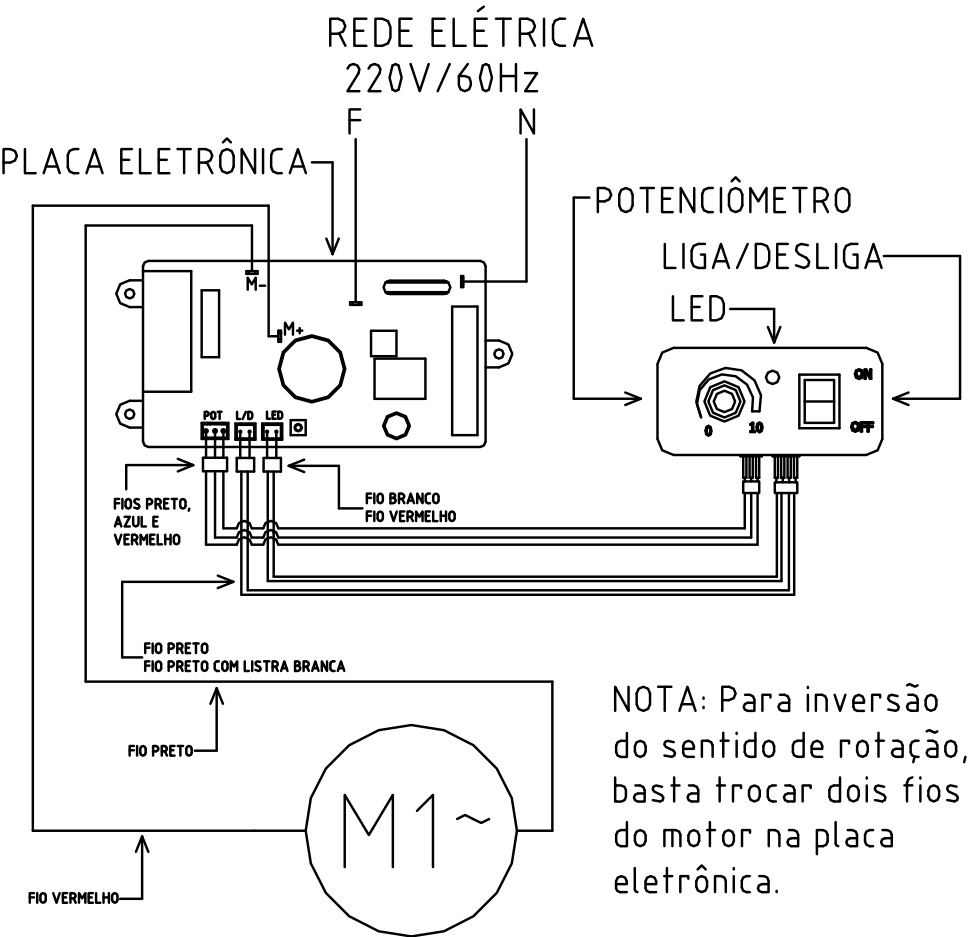 REDE ELÉTRICA
220V/60Hz
F
N
PLACA ELETRÔNICA
POTENCIÔMETRO
LIGA/DESLIGA
LED
M-
M+
POT
L/D
LED
ON
OFF
0
10
FIOS PRETO,
AZUL E
VERMELHO
FIO BRANCO
FIO VERMELHO
FIO PRETO
FIO PRETO COM LISTRA BRANCA
FIO PRETO
M1~
FIO VERMELHO
NOTA: Para inversão
do sentido de rotação,
basta trocar dois fios
do motor na placa
eletrônica.